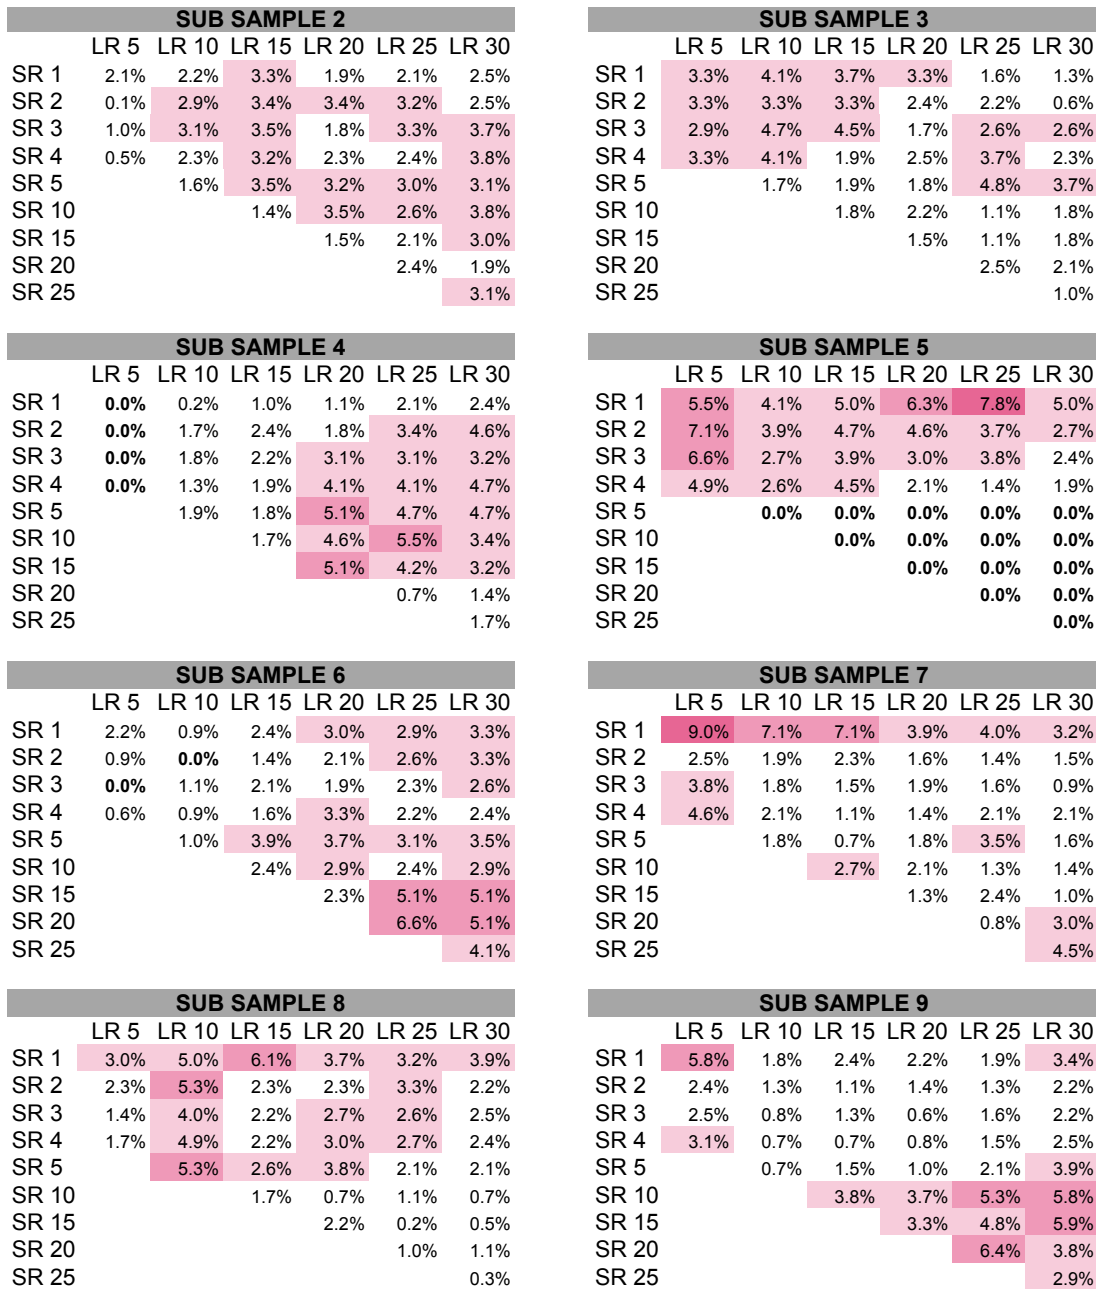 SUB SAMPLE 2
LR 5 LR 10 LR 15 LR 20 LR 25 LR 30
SR 1 2.1% 2.2% 3.3% 1.9% 2.1% 2.5%
SR 2 0.1% 2.9% 3.4% 3.4% 3.2% 2.5%
SR 3 1.0% 3.1% 3.5% 1.8% 3.3% 3.7%
SR 4 0.5% 2.3% 3.2% 2.3% 2.4% 3.8%
SR 5 1.6% 3.5% 3.2% 3.0% 3.1%
SR 10 1.4% 3.5% 2.6% 3.8%
SR 15 1.5% 2.1% 3.0%
SR 20 2.4% 1.9%
SR 25 3.1%
SUB SAMPLE 3
LR 5 LR 10 LR 15 LR 20 LR 25 LR 30
SR 1 3.3% 4.1% 3.7% 3.3% 1.6% 1.3%
SR 2 3.3% 3.3% 3.3% 2.4% 2.2% 0.6%
SR 3 2.9% 4.7% 4.5% 1.7% 2.6% 2.6%
SR 4 3.3% 4.1% 1.9% 2.5% 3.7% 2.3%
SR 5 1.7% 1.9% 1.8% 4.8% 3.7%
SR 10 1.8% 2.2% 1.1% 1.8%
SR 15 1.5% 1.1% 1.8%
SR 20 2.5% 2.1%
SR 25 1.0%
SUB SAMPLE 4
LR 5 LR 10 LR 15 LR 20 LR 25 LR 30
SR 1 0.0% 0.2% 1.0% 1.1% 2.1% 2.4%
SR 2 0.0% 1.7% 2.4% 1.8% 3.4% 4.6%
SR 3 0.0% 1.8% 2.2% 3.1% 3.1% 3.2%
SR 4 0.0% 1.3% 1.9% 4.1% 4.1% 4.7%
SR 5 1.9% 1.8% 5.1% 4.7% 4.7%
SR 10 1.7% 4.6% 5.5% 3.4%
SR 15 5.1% 4.2% 3.2%
SR 20 0.7% 1.4%
SR 25 1.7%
SUB SAMPLE 5
LR 5 LR 10 LR 15 LR 20 LR 25 LR 30
SR 1 5.5% 4.1% 5.0% 6.3% 7.8% 5.0%
SR 2 7.1% 3.9% 4.7% 4.6% 3.7% 2.7%
SR 3 6.6% 2.7% 3.9% 3.0% 3.8% 2.4%
SR 4 4.9% 2.6% 4.5% 2.1% 1.4% 1.9%
SR 5 0.0% 0.0% 0.0% 0.0% 0.0%
SR 10 0.0% 0.0% 0.0% 0.0%
SR 15 0.0% 0.0% 0.0%
SR 20 0.0% 0.0%
SR 25 0.0%
SUB SAMPLE 6
LR 5 LR 10 LR 15 LR 20 LR 25 LR 30
SR 1 2.2% 0.9% 2.4% 3.0% 2.9% 3.3%
SR 2 0.9% 0.0% 1.4% 2.1% 2.6% 3.3%
SR 3 0.0% 1.1% 2.1% 1.9% 2.3% 2.6%
SR 4 0.6% 0.9% 1.6% 3.3% 2.2% 2.4%
SR 5 1.0% 3.9% 3.7% 3.1% 3.5%
SR 10 2.4% 2.9% 2.4% 2.9%
SR 15 2.3% 5.1% 5.1%
SR 20 6.6% 5.1%
SR 25 4.1%
SUB SAMPLE 7
LR 5 LR 10 LR 15 LR 20 LR 25 LR 30
SR 1 9.0% 7.1% 7.1% 3.9% 4.0% 3.2%
SR 2 2.5% 1.9% 2.3% 1.6% 1.4% 1.5%
SR 3 3.8% 1.8% 1.5% 1.9% 1.6% 0.9%
SR 4 4.6% 2.1% 1.1% 1.4% 2.1% 2.1%
SR 5 1.8% 0.7% 1.8% 3.5% 1.6%
SR 10 2.7% 2.1% 1.3% 1.4%
SR 15 1.3% 2.4% 1.0%
SR 20 0.8% 3.0%
SR 25 4.5%
SUB SAMPLE 8
LR 5 LR 10 LR 15 LR 20 LR 25 LR 30
SR 1 3.0% 5.0% 6.1% 3.7% 3.2% 3.9%
SR 2 2.3% 5.3% 2.3% 2.3% 3.3% 2.2%
SR 3 1.4% 4.0% 2.2% 2.7% 2.6% 2.5%
SR 4 1.7% 4.9% 2.2% 3.0% 2.7% 2.4%
SR 5 5.3% 2.6% 3.8% 2.1% 2.1%
SR 10 1.7% 0.7% 1.1% 0.7%
SR 15 2.2% 0.2% 0.5%
SR 20 1.0% 1.1%
SR 25 0.3%
SUB SAMPLE 9
LR 5 LR 10 LR 15 LR 20 LR 25 LR 30
SR 1 5.8% 1.8% 2.4% 2.2% 1.9% 3.4%
SR 2 2.4% 1.3% 1.1% 1.4% 1.3% 2.2%
SR 3 2.5% 0.8% 1.3% 0.6% 1.6% 2.2%
SR 4 3.1% 0.7% 0.7% 0.8% 1.5% 2.5%
SR 5 0.7% 1.5% 1.0% 2.1% 3.9%
SR 10 3.8% 3.7% 5.3% 5.8%
SR 15 3.3% 4.8% 5.9%
SR 20 6.4% 3.8%
SR 25 2.9%